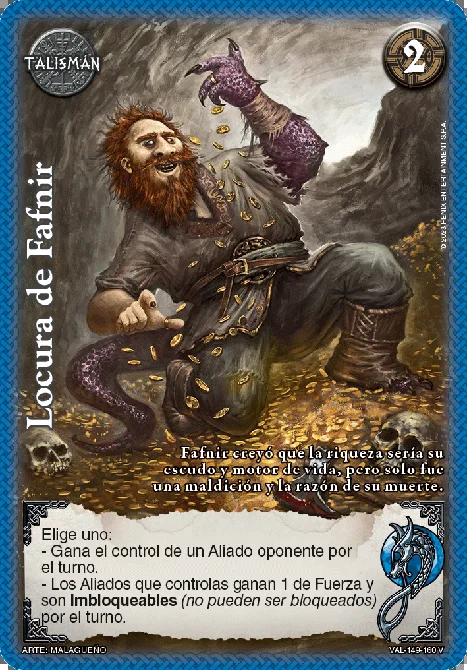 TALISMÁN
2
Locura de Fafnir
© 2023 FENIX ENTERTAINMENT S.P.A.
Fafnir creyó que la riqueza sería su
escudo y motor de vida, pero solo fue
una maldición y la razón de su muerte.
Elige uno:
- Gana el control de un Aliado oponente por
el turno.
- Los Aliados que controlas ganan 1 de Fuerza y
son Imbloqueables (no pueden ser bloqueados)
por el turno.
ARTE: MALAGUEÑO
VAL-149-160 V